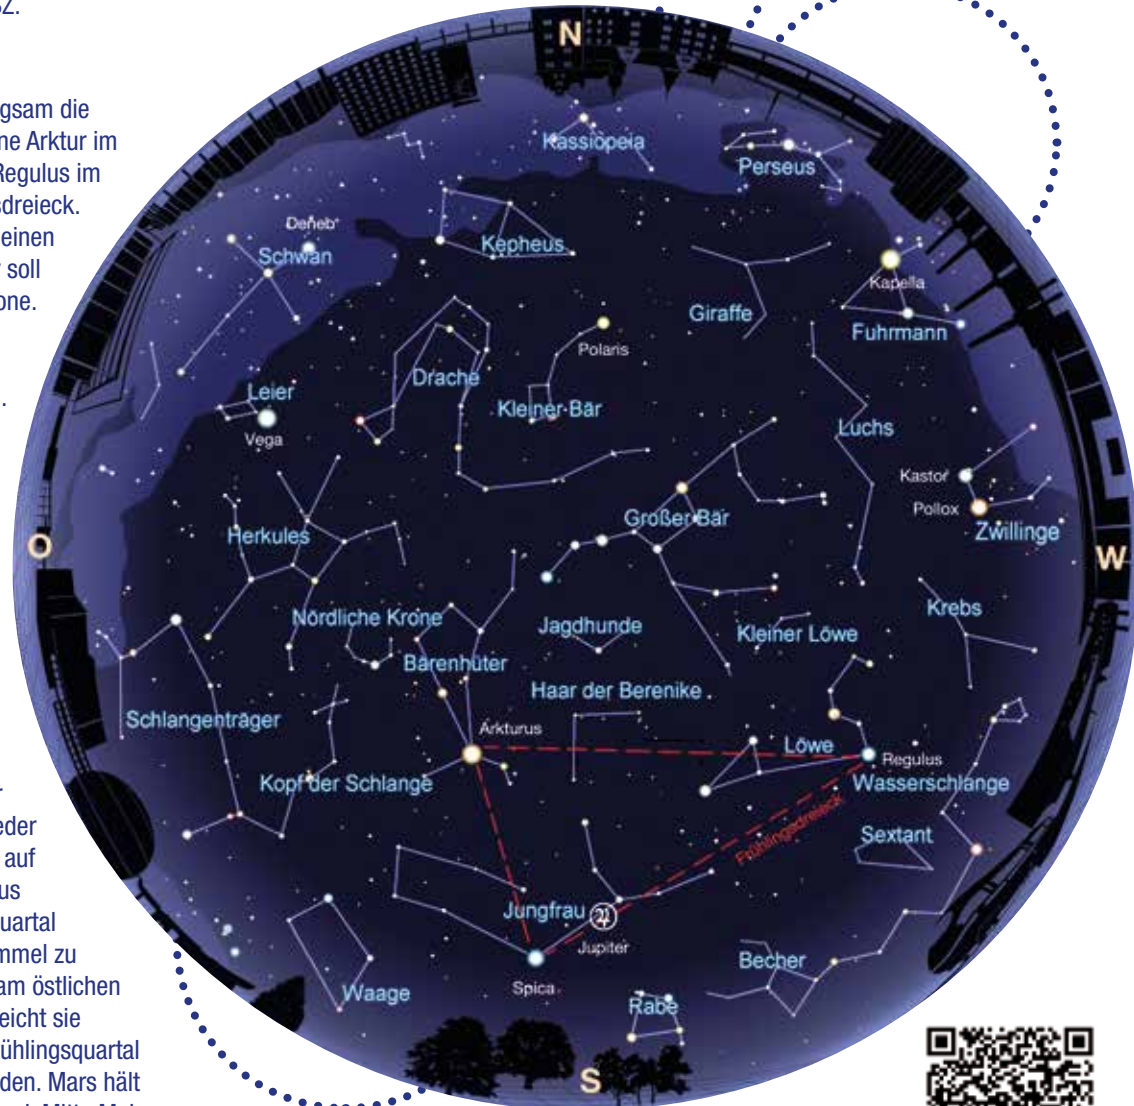 SZ.
gsam die
ne Arktur im
Regulus im
sdreieck.
einen
soll
one.
eder
auf
us
uartal
mmel zu
am östlichen
eicht sie
ühlingsquartal
den. Mars hält
N
Kassiopeia
Perseus
Deneb
Schwan
Kepheus
Kapella
Giraffe
Fuhrmann
Polaris
Drache
Leier
Kleiner Bär
Vega
Luchs
Kastor
Pollox
Zwillinge
Großer Bär
Herkules
O
W
Nördliche Krone
Jagdhunde
Kleiner Löwe
Krebs
Bärenhüter
Haar der Berenike
Schlangenträger
Arkturus
Löwe
Regulus
Kopf der Schlange
Wasserschlange
Sextant
Frühlingsdreieck
Jungfrau
Jupiter
Becher
Spica
Waage
Rabe
S